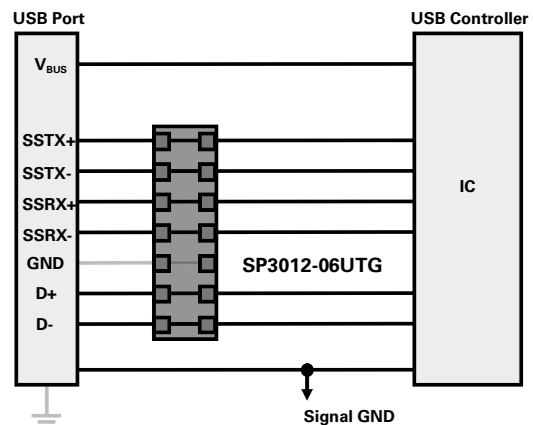 USB Port
USB Controller
VBUS
SSTX+
SSTX-
SSRX+
SSRX-
GND
D+
D-
IC
SP3012-06UTG
Signal GND